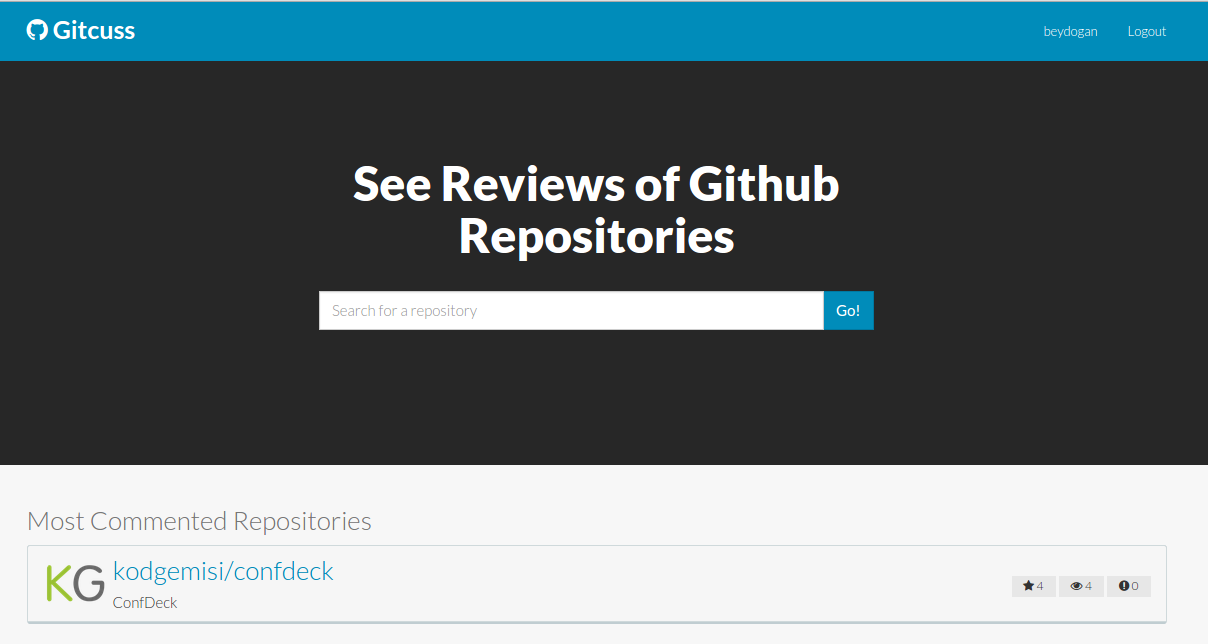 Gitcuss
beydogan Logout
See Reviews of Github
Repositories
Search for a repository Go!
Most Commented Repositories
KG kodgemisi/confdeck
ConfDeck
4 4 0